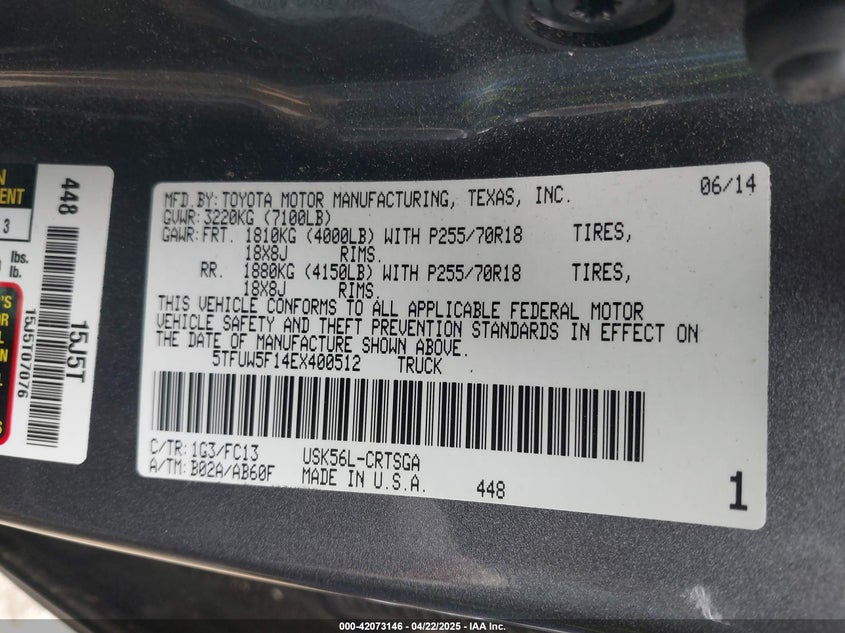 MFD.BY: TOYOTA MOTOR MANUFACTURING, TEXAS, INC. 06/14
GVWR: 3220KG (7100LB)
GAWR: FRT. 1810KG (4000LB) WITH P255/70R18 TIRES,
18X8J RIMS.
RR. 1880KG (4150LB) WITH P255/70R18 TIRES,
18X8J RIMS.
THIS VEHICLE CONFORMS TO ALL APPLICABLE FEDERAL MOTOR
VEHICLE SAFETY AND THEFT PREVENTION STANDARDS IN EFFECT ON
THE DATE OF MANUFACTURE SHOWN ABOVE.
5TFUW5F14EX400512 TRUCK
C/TR: 1G3/FC13 USK56L-CRTSGA
A/TM: B02A/AB60F MADE IN U.S.A. 448 1
448
15J5T
15J5T07076
3
lbs.
lb.
000-42073146 - 04/22/2025 - IAA Inc.